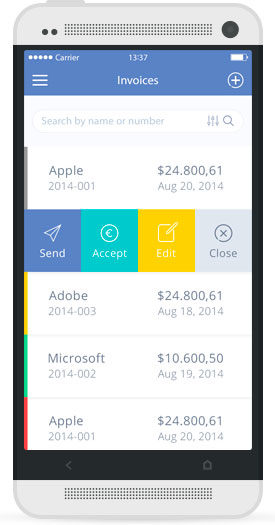 Carrier 13:37
Invoices
Search by name or number
Apple $24.800,61
2014-001 Aug 20, 2014
Send Accept Edit Close
Adobe $24.800,61
2014-003 Aug 18, 2014
Microsoft $10.600,50
2014-002 Aug 19, 2014
Apple $24.800,61
2014-001 Aug 20, 2014